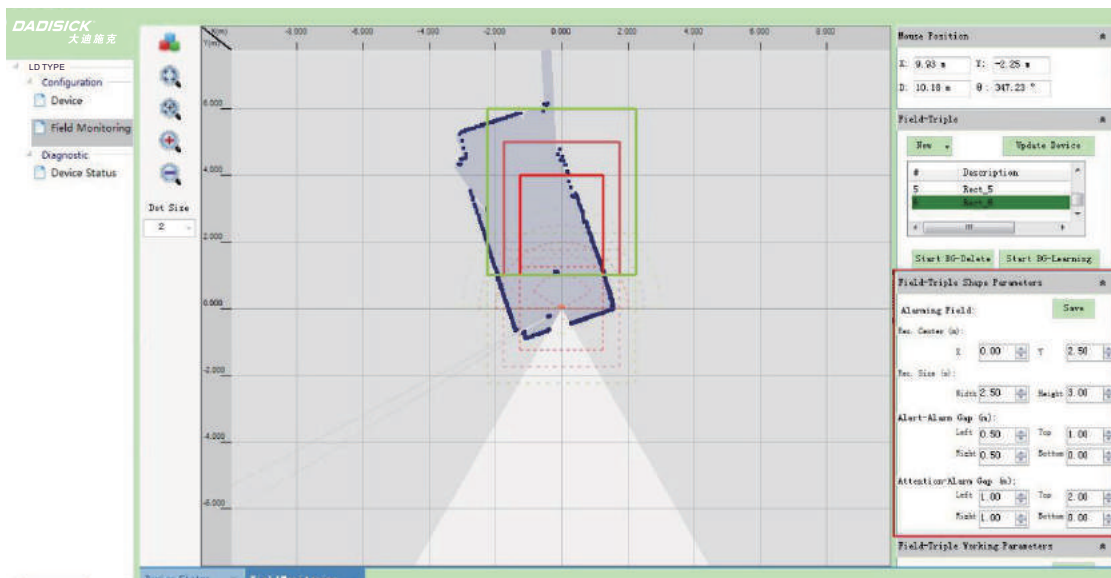 DADISICK
大迪施克
LD TYPE
Configuration
Device
Field Monitoring
Diagnostic
Device Status
Dot Size
2
X(m)
Y(m)
-8.000 -6.000 -4.000 -2.000 0.000 2.000 4.000 6.000 8.000
6.000
4.000
2.000
0.000
-2.000
-4.000
-6.000
Mouse Position
X: 9.93 m Y: -2.25 m
D: 10.18 m θ: 347.23 °
Field-Triple
New Update Device
# Description
5 Rect_5
6 Rect_6
Start BG-Delete Start BG-Learning
Field-Triple Shape Parameters
Alarming Field: Save
Rec. Center (m):
X 0.00 Y 2.50
Rec. Size (m):
Width 2.50 Height 3.00
Alert-Alarm Gap (m):
Left 0.50 Top 1.00
Right 0.50 Bottom 0.00
Attention-Alarm Gap (m):
Left 1.00 Top 2.00
Right 1.00 Bottom 0.00
Field-Triple Working Parameters